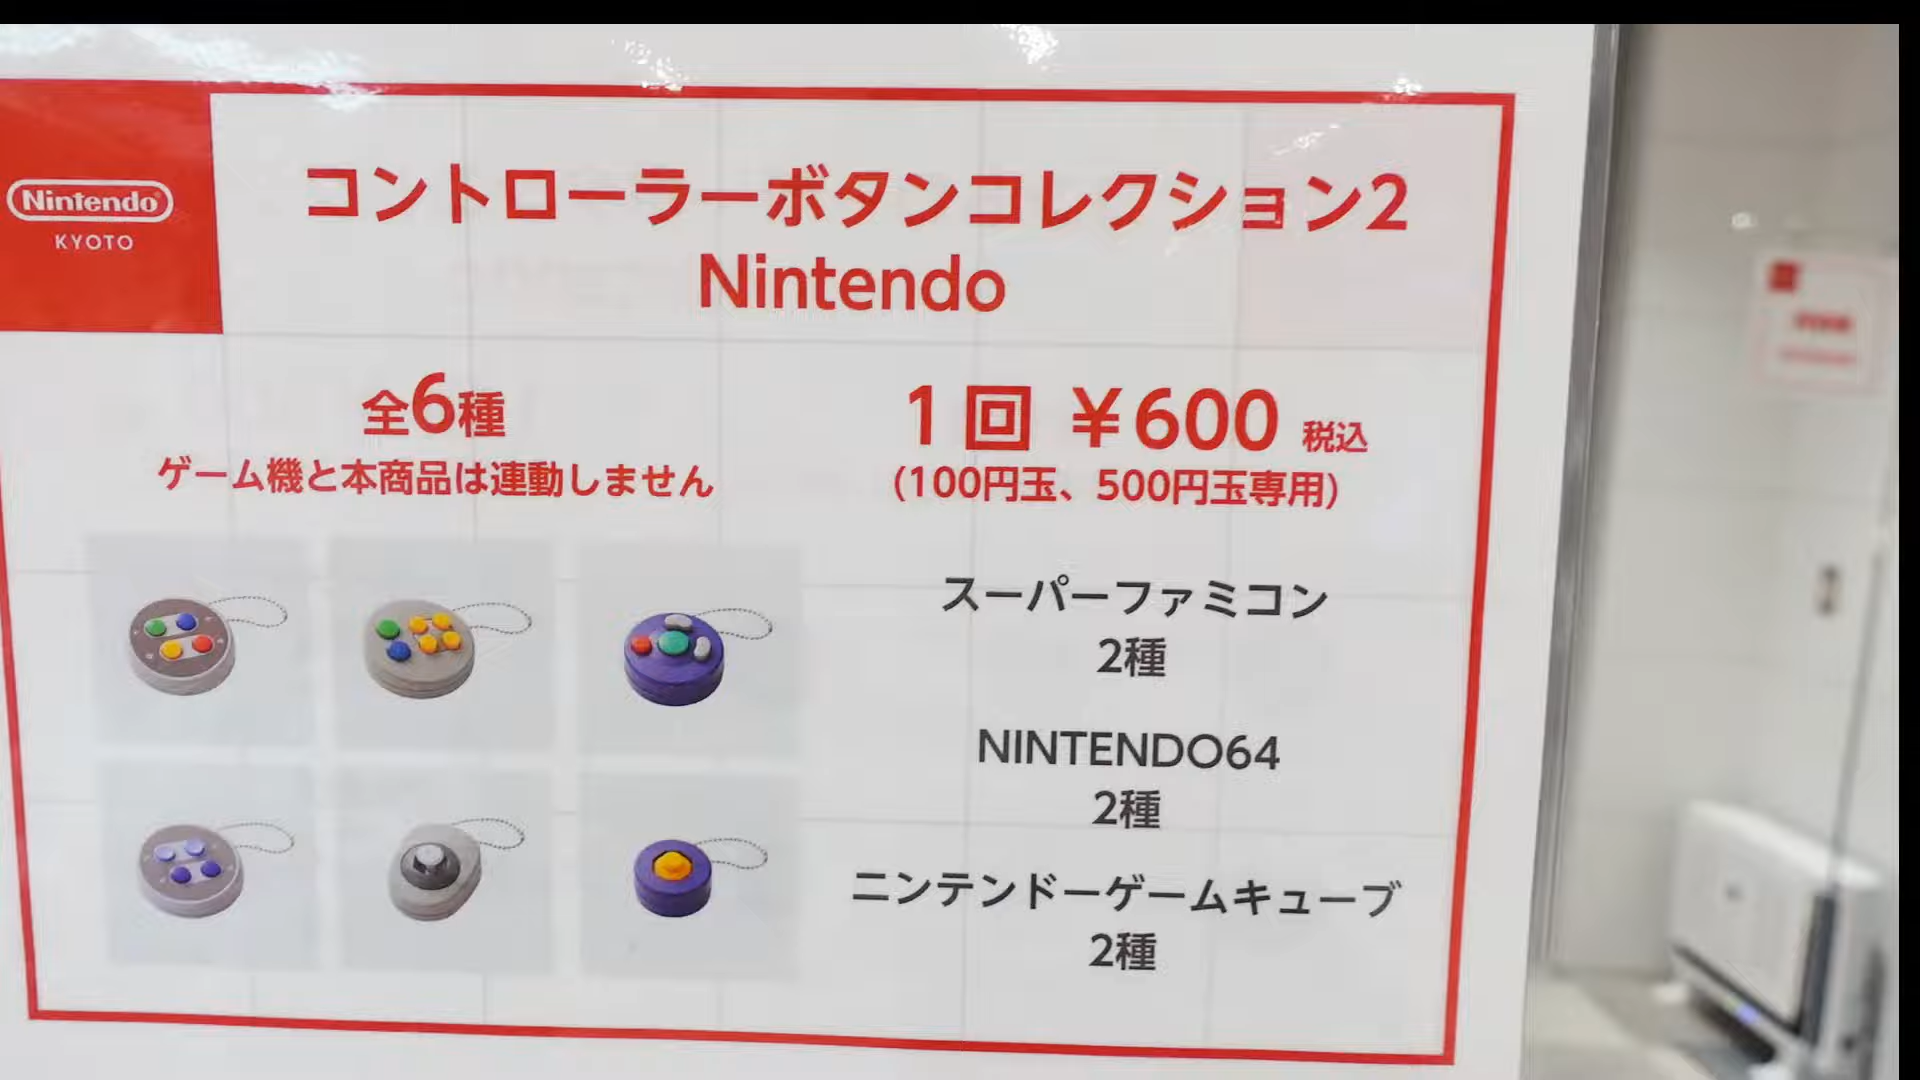 Nintendo
KYOTO
コントローラーボタンコレクション2
Nintendo
全6種
ゲーム機と本商品は連動しません
1回 ¥600 税込
(100円玉、500円玉専用)
スーパーファミコン
2種
NINTENDO64
2種
ニンテンドーゲームキューブ
2種